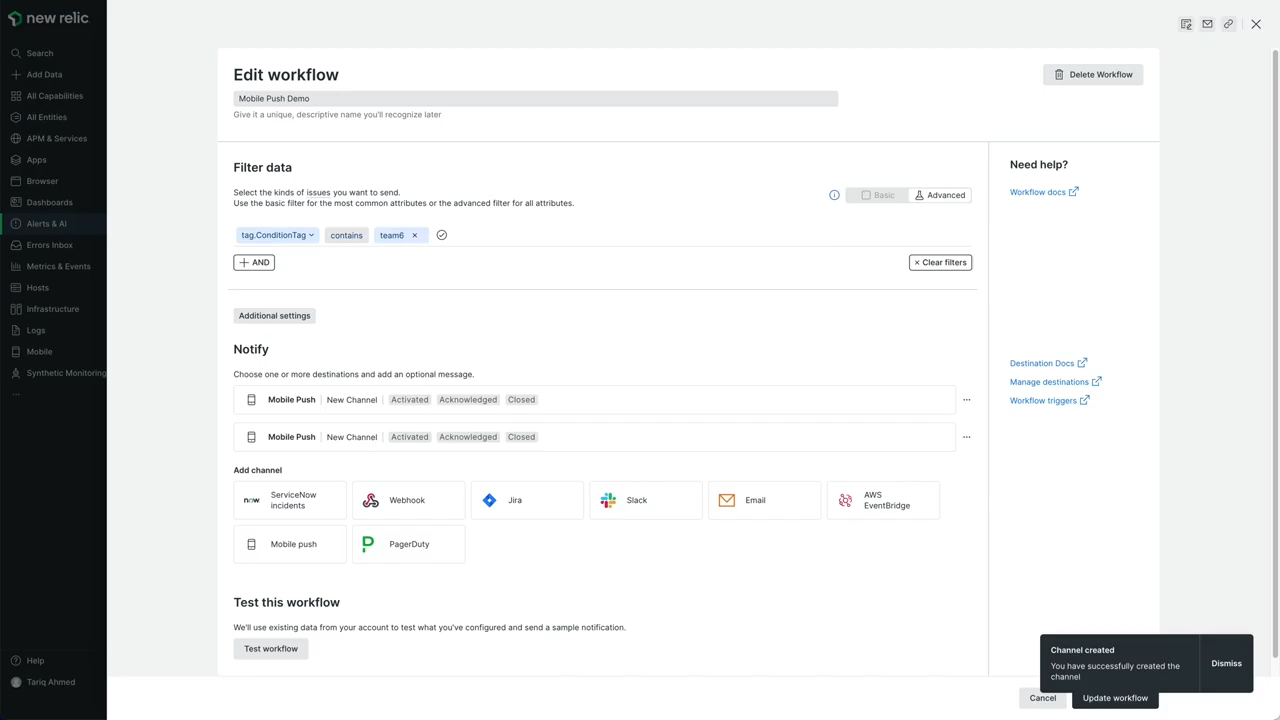 new relic
Search
Add Data
All Capabilities
All Entities
APM & Services
Apps
Browser
Dashboards
Alerts & AI
Errors Inbox
Metrics & Events
Hosts
Infrastructure
Logs
Mobile
Synthetic Monitoring
...
Help
Tariq Ahmed
Edit workflow
Delete Workflow
Mobile Push Demo
Give it a unique, descriptive name you'll recognize later
Filter data
Select the kinds of issues you want to send.
Use the basic filter for the most common attributes or the advanced filter for all attributes.
Basic
Advanced
tag.ConditionTag contains team6 ×
+ AND
× Clear filters
Additional settings
Notify
Choose one or more destinations and add an optional message.
Mobile Push | New Channel | Activated Acknowledged Closed ...
Mobile Push | New Channel | Activated Acknowledged Closed ...
Add channel
now ServiceNow
incidents
Webhook
Jira
Slack
Email
AWS
EventBridge
Mobile push
PagerDuty
Test this workflow
We'll use existing data from your account to test what you've configured and send a sample notification.
Test workflow
Need help?
Workflow docs
Destination Docs
Manage destinations
Workflow triggers
Channel created
You have successfully created the
channel
Dismiss
Cancel
Update workflow